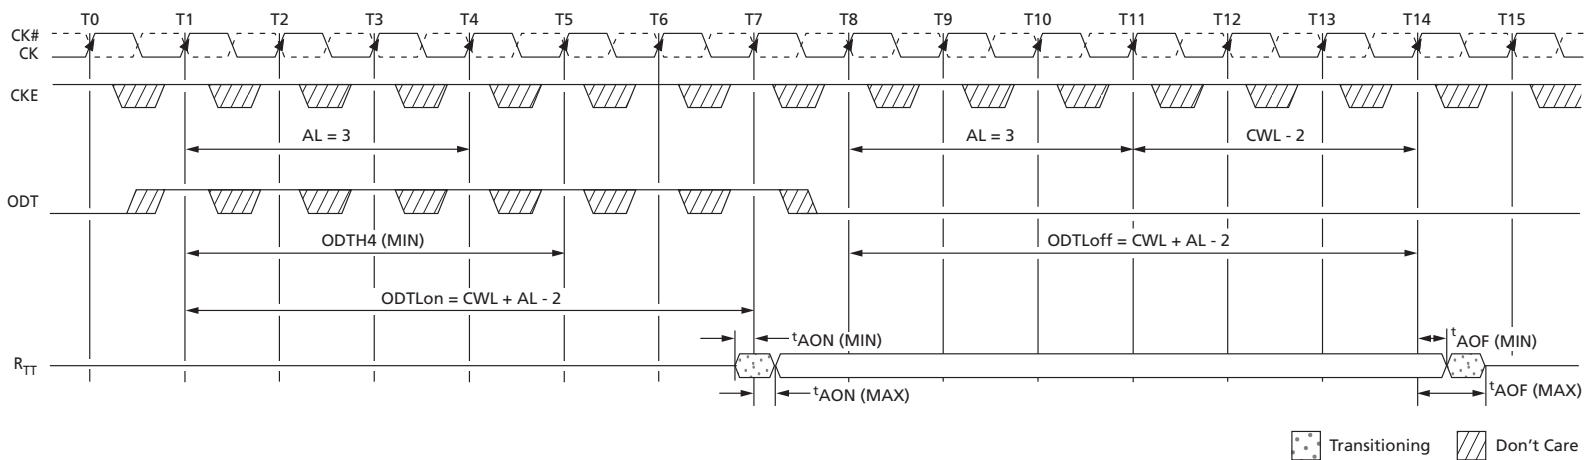 T0 T1 T2 T3 T4 T5 T6 T7 T8 T9 T10 T11 T12 T13 T14 T15
CK#
CK
CKE
AL = 3 AL = 3 CWL - 2
ODT
ODTH4 (MIN) ODTLoff = CWL + AL - 2
ODTLon = CWL + AL - 2
tAON (MIN) tAOF (MIN)
RTT
tAON (MAX) tAOF (MAX)
Transitioning Don't Care